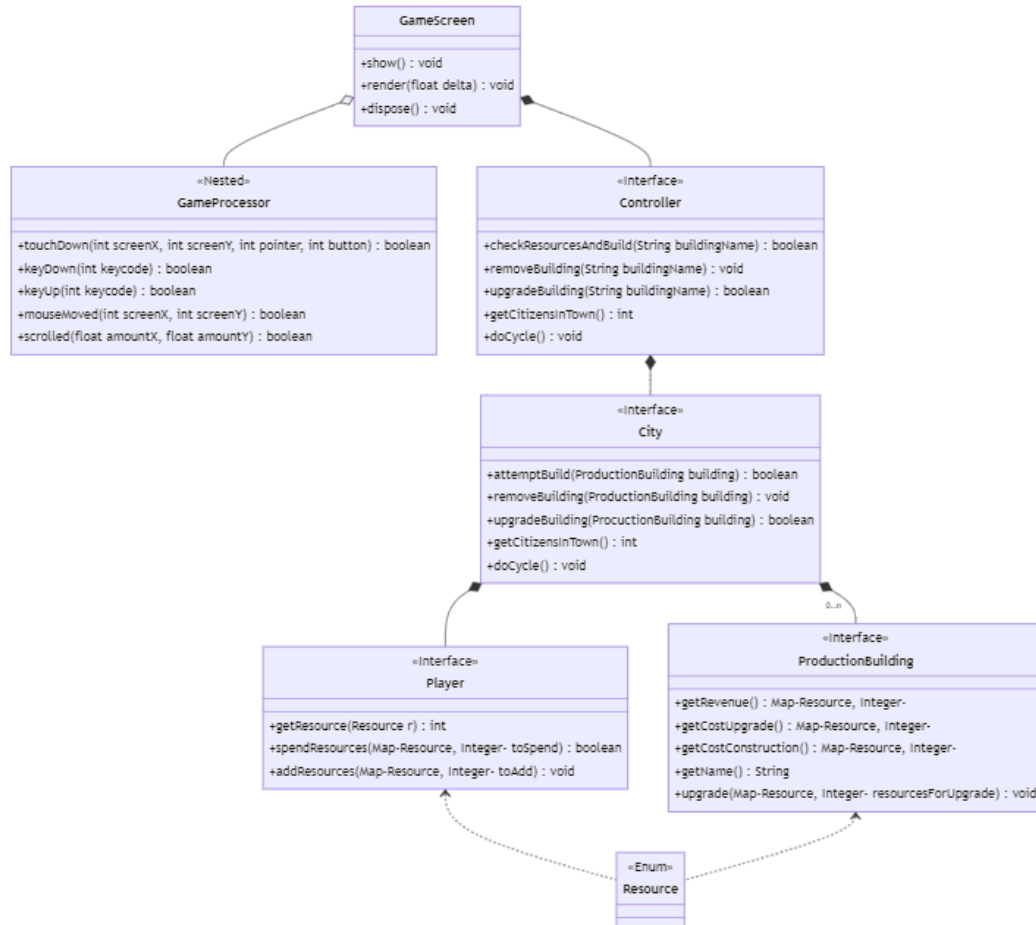 GameScreen
+show() : void
+render(float delta) : void
+dispose() : void
«Nested»
GameProcessor
+touchDown(int screenX, int screenY, int pointer, int button) : boolean
+keyDown(int keycode) : boolean
+keyUp(int keycode) : boolean
+mouseMoved(int screenX, int screenY) : boolean
+scrolled(float amountX, float amountY) : boolean
«Interface»
Controller
+checkResourcesAndBuild(String buildingName) : boolean
+removeBuilding(String buildingName) : void
+upgradeBuilding(String buildingName) : boolean
+getCitizensInTown() : int
+doCycle() : void
«Interface»
City
+attemptBuild(ProductionBuilding building) : boolean
+removeBuilding(ProductionBuilding building) : void
+upgradeBuilding(ProcuctionBuilding building) : boolean
+getCitizensInTown() : int
+doCycle() : void
0...n
«Interface»
Player
+getResource(Resource r) : int
+spendResources(Map-Resource, Integer- toSpend) : boolean
+addResources(Map-Resource, Integer- toAdd) : void
«Interface»
ProductionBuilding
+getRevenue() : Map-Resource, Integer-
+getCostUpgrade() : Map-Resource, Integer-
+getCostConstruction() : Map-Resource, Integer-
+getName() : String
+upgrade(Map-Resource, Integer- resourcesForUpgrade) : void
«Enum»
Resource